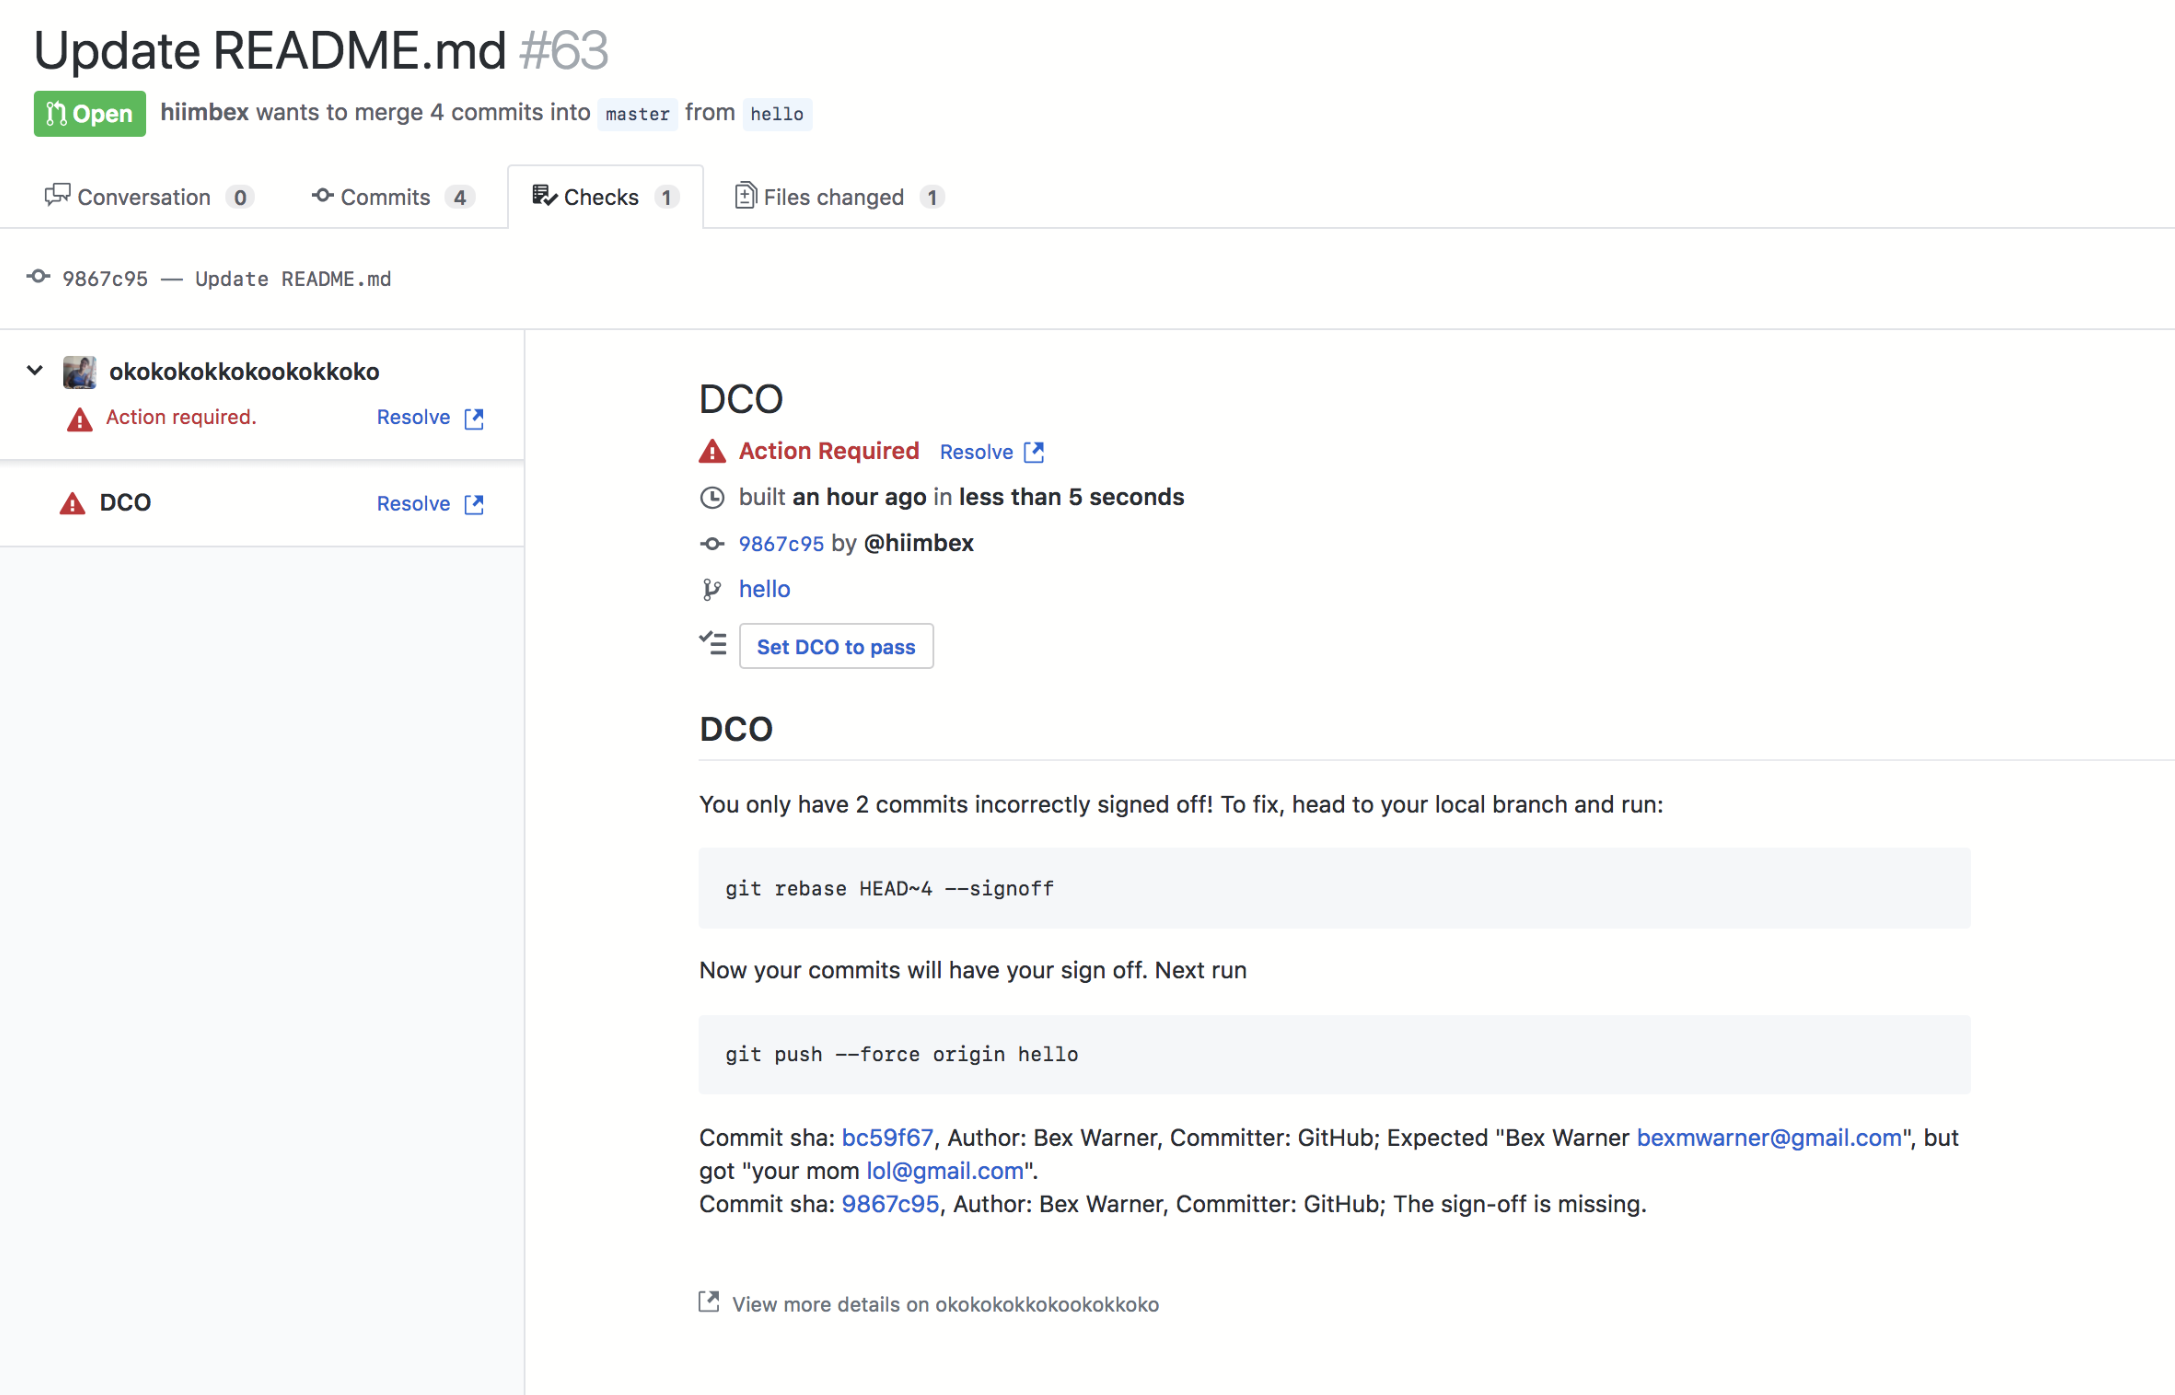 Update README.md #63
Open hiimbex wants to merge 4 commits into master from hello
Conversation 0 Commits 4 Checks 1 Files changed 1
9867c95 — Update README.md
okokokokkokookokkoko
Action required. Resolve
DCO Resolve
DCO
Action Required Resolve
built an hour ago in less than 5 seconds
9867c95 by @hiimbex
hello
Set DCO to pass
DCO
You only have 2 commits incorrectly signed off! To fix, head to your local branch and run:
git rebase HEAD~4 --signoff
Now your commits will have your sign off. Next run
git push --force origin hello
Commit sha: bc59f67, Author: Bex Warner, Committer: GitHub; Expected "Bex Warner bexmwarner@gmail.com", but
got "your mom lol@gmail.com".
Commit sha: 9867c95, Author: Bex Warner, Committer: GitHub; The sign-off is missing.
View more details on okokokokkokookokkoko